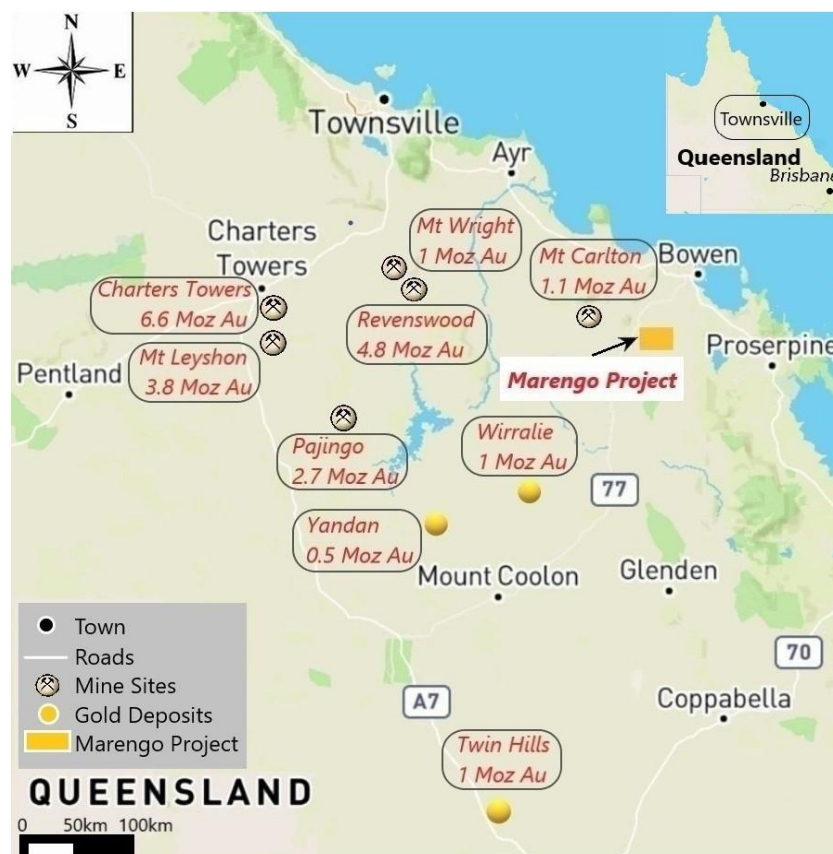 N
W E
S
Townsville
Queensland
Brisbane
Townsville
Ayr
Charters
Towers
Mt Wright
1 Moz Au
Mt Carlton
1.1 Moz Au
Bowen
Charters Towers
6.6 Moz Au
Revenswood
4.8 Moz Au
Mt Leyshon
3.8 Moz Au
Pentland
Marengo Project
Proserpine
Pajingo
2.7 Moz Au
Wirralie
1 Moz Au
77
Yandan
0.5 Moz Au
Mount Coolon
Glenden
70
A7
Coppabella
Twin Hills
1 Moz Au
Town
Roads
Mine Sites
Gold Deposits
Marengo Project
QUEENSLAND
0 50km 100km